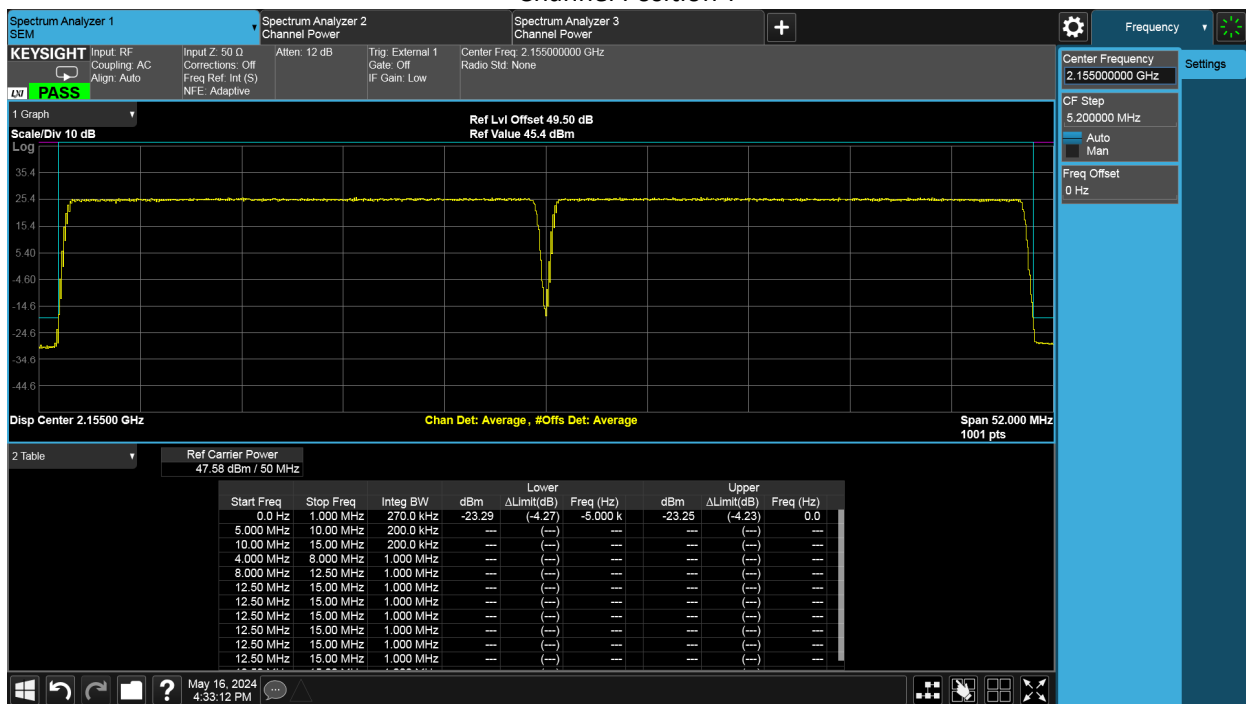 Spectrum Analyzer 1
SEM
Spectrum Analyzer 2
Channel Power
Spectrum Analyzer 3
Channel Power
Frequency
KEYSIGHT
Input: RF
Coupling: AC
Align: Auto
LXI PASS
Input Z: 50 Ω
Corrections: Off
Freq Ref: Int (S)
NFE: Adaptive
Atten: 12 dB
Trig: External 1
Gate: Off
IF Gain: Low
Center Freq: 2.155000000 GHz
Radio Std: None
Center Frequency
2.155000000 GHz
Settings
CF Step
5.200000 MHz
Auto
Man
Freq Offset
0 Hz
1 Graph
Scale/Div 10 dB
Ref Lvl Offset 49.50 dB
Ref Value 45.4 dBm
Log
35.4
25.4
15.4
5.40
-4.60
-14.6
-24.6
-34.6
-44.6
Disp Center 2.15500 GHz
Chan Det: Average, #Offs Det: Average
Span 52.000 MHz
1001 pts
2 Table
Ref Carrier Power
47.58 dBm / 50 MHz
Lower Upper
Start Freq Stop Freq Integ BW dBm ΔLimit(dB) Freq (Hz) dBm ΔLimit(dB) Freq (Hz)
0.0 Hz 1.000 MHz 270.0 kHz -23.29 (-4.27) -5.000 k -23.25 (-4.23) 0.0
5.000 MHz 10.00 MHz 200.0 kHz --- (---) --- --- (---) ---
10.00 MHz 15.00 MHz 200.0 kHz --- (---) --- --- (---) ---
4.000 MHz 8.000 MHz 1.000 MHz --- (---) --- --- (---) ---
8.000 MHz 12.50 MHz 1.000 MHz --- (---) --- --- (---) ---
12.50 MHz 15.00 MHz 1.000 MHz --- (---) --- --- (---) ---
12.50 MHz 15.00 MHz 1.000 MHz --- (---) --- --- (---) ---
12.50 MHz 15.00 MHz 1.000 MHz --- (---) --- --- (---) ---
12.50 MHz 15.00 MHz 1.000 MHz --- (---) --- --- (---) ---
12.50 MHz 15.00 MHz 1.000 MHz --- (---) --- --- (---) ---
12.50 MHz 15.00 MHz 1.000 MHz --- (---) --- --- (---) ---
May 16, 2024
4:33:12 PM